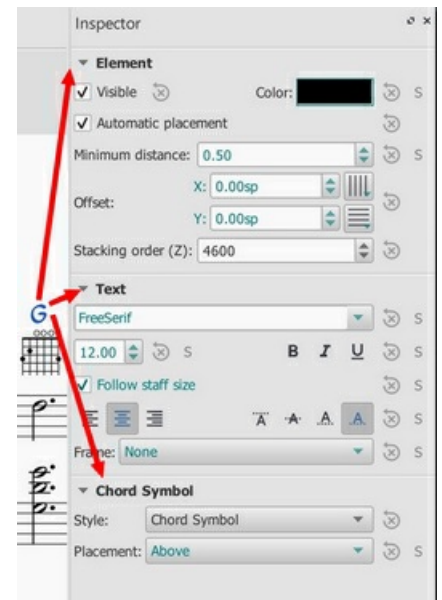 Inspector
Element
Visible Color: S
Automatic placement
Minimum distance: 0.50 S
X: 0.00sp
Offset:
Y: 0.00sp
Stacking order (Z): 4600
G
Text
FreeSerif S
12.00 S B I U S
Follow staff size S
A A A A S
Frame: None S
Chord Symbol
Style: Chord Symbol
Placement: Above S